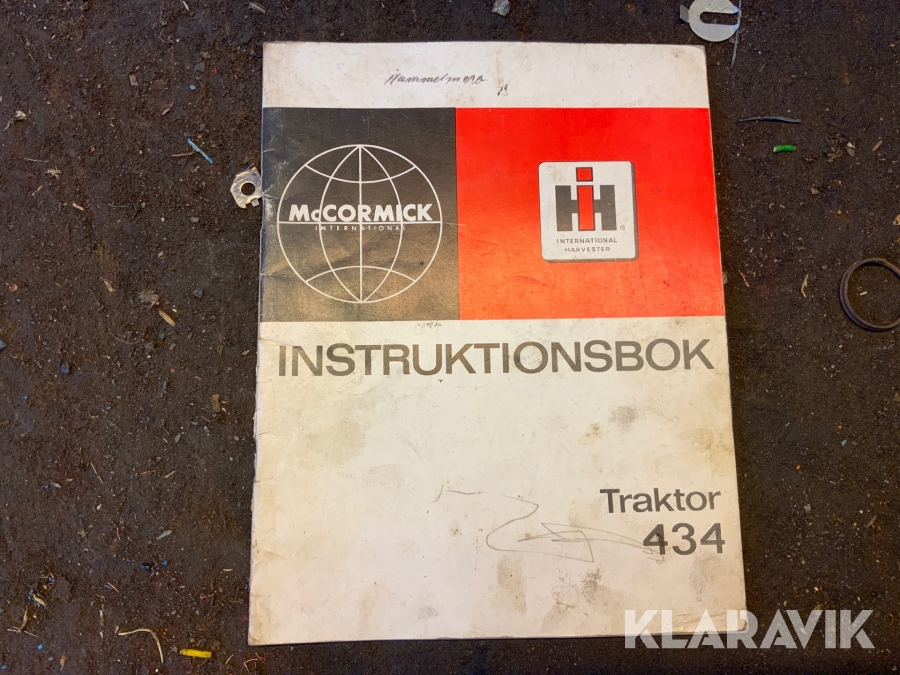 McCORMICK
INTERNATIONAL
IH
®
INTERNATIONAL
HARVESTER
INSTRUKTIONSBOK
Traktor
434
KLARAVIK